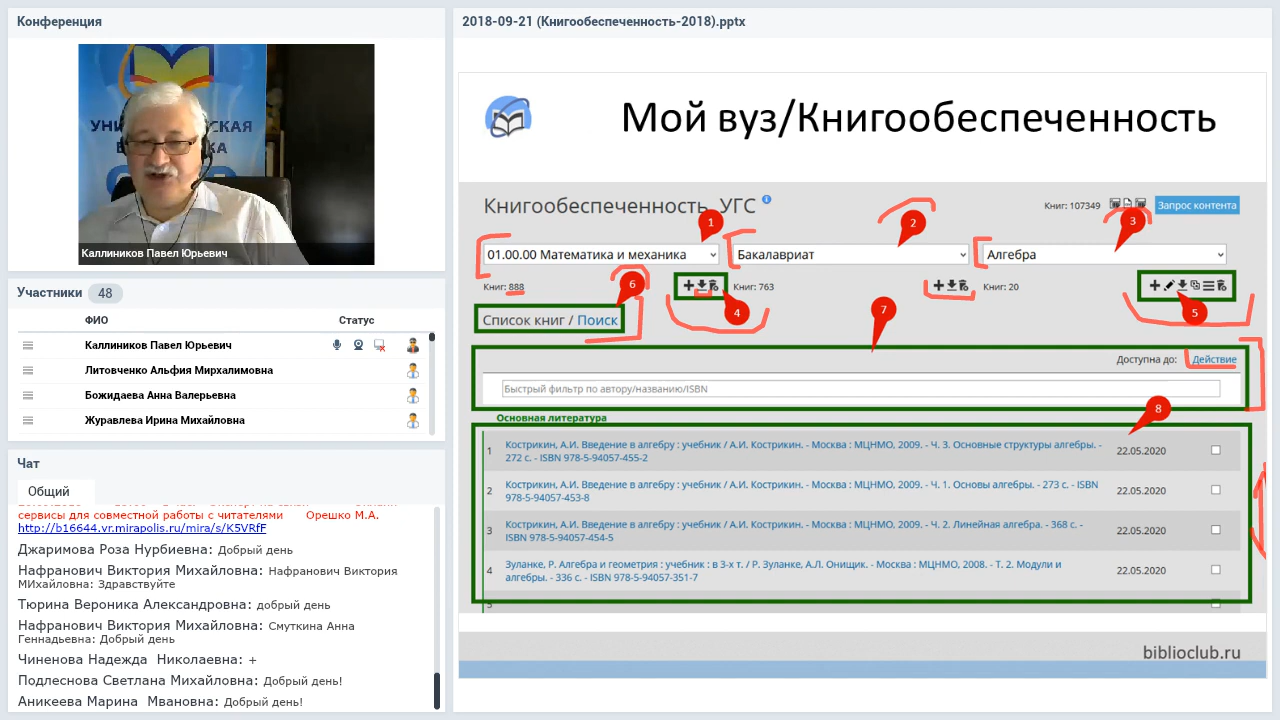 Конференция
Каллиников Павел Юрьевич
Участники 48
ФИО Статус
Каллиников Павел Юрьевич
Литовченко Альфия Мирхалимовна
Божидаева Анна Валерьевна
Журавлева Ирина Михайловна
Чат
Общий
сервисы для совместной работы с читателями Орешко М.А.
http://b16644.vr.mirapolis.ru/mira/s/K5VRfF
Джаримова Роза Нурбиевна: Добрый день
Нафранович Виктория Михайловна: Нафранович Виктория
Михайловна: Здравствуйте
Тюрина Вероника Александровна: добрый день
Нафранович Виктория Михайловна: Смуткина Анна
Геннадьевна: Добрый день
Чиненова Надежда Николаевна: +
Подлеснова Светлана Михайловна: Добрый день!
Аникеева Марина Мвановна: Добрый день!
2018-09-21 (Книгообеспеченность-2018).pptx
Мой вуз/Книгообеспеченность
Книгообеспеченность УГС
Книг: 107349
Запрос контента
1
2
3
01.00.00 Математика и механика
Бакалавриат
Алгебра
Книг: 888
6
Книг: 763
Книг: 20
4
7
5
Список книг / Поиск
Доступна до: Действие
Быстрый фильтр по автору/названию/ISBN
Основная литература
8
1 Кострикин, А.И. Введение в алгебру : учебник / А.И. Кострикин. - Москва : МЦНМО, 2009. - Ч. 3. Основные структуры алгебры. -
272 с. - ISBN 978-5-94057-455-2
22.05.2020
2 Кострикин, А.И. Введение в алгебру : учебник / А.И. Кострикин. - Москва : МЦНМО, 2009. - Ч. 1. Основы алгебры. - 273 с. - ISBN
978-5-94057-453-8
22.05.2020
3 Кострикин, А.И. Введение в алгебру : учебник / А.И. Кострикин. - Москва : МЦНМО, 2009. - Ч. 2. Линейная алгебра. - 368 с. -
ISBN 978-5-94057-454-5
22.05.2020
4 Зуланке, Р. Алгебра и геометрия : учебник : в 3-х т. / Р. Зуланке, А.Л. Онищик. - Москва : МЦНМО, 2008. - Т. 2. Модули и
алгебры. - 336 с. - ISBN 978-5-94057-351-7
22.05.2020
5
biblioclub.ru